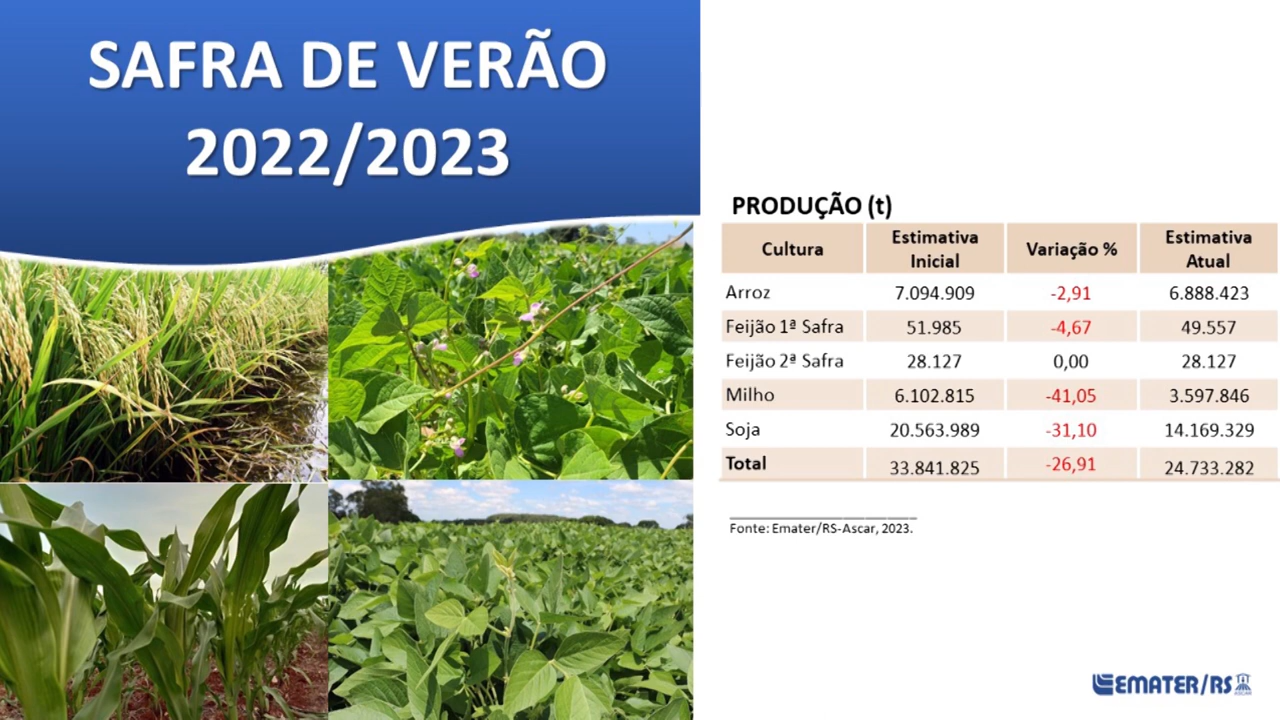 SAFRA DE VERÃO
2022/2023
PRODUÇÃO (t)
Cultura Estimativa Inicial Variação % Estimativa Atual
Arroz 7.094.909 -2,91 6.888.423
Feijão 1ª Safra 51.985 -4,67 49.557
Feijão 2ª Safra 28.127 0,00 28.127
Milho 6.102.815 -41,05 3.597.846
Soja 20.563.989 -31,10 14.169.329
Total 33.841.825 -26,91 24.733.282
Fonte: Emater/RS-Ascar, 2023.
EMATER/RS
ASCAR